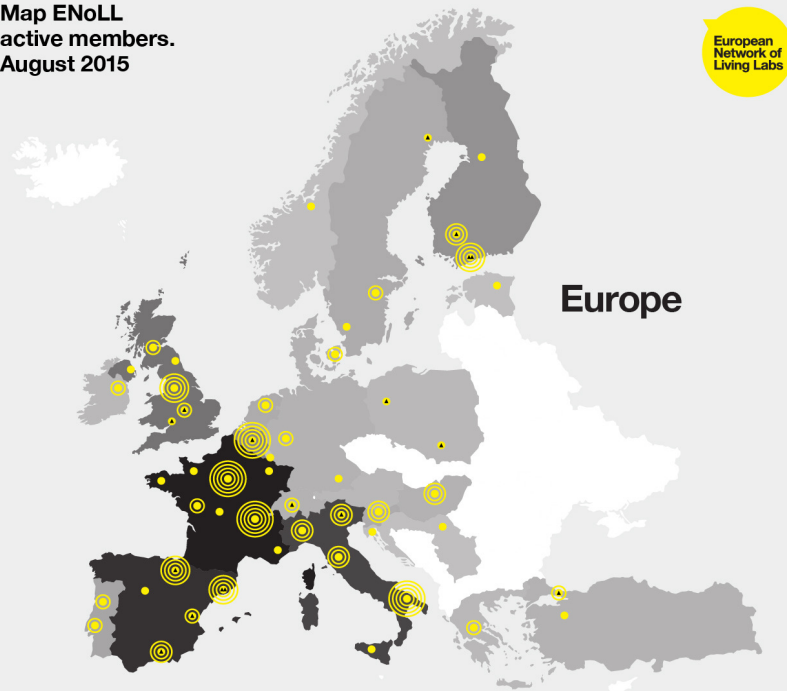 Map ENoLL
active members.
August 2015
European
Network of
Living Labs
Europe